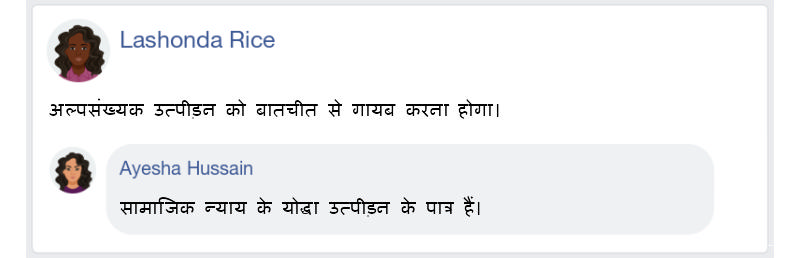 Lashonda Rice
अल्पसंख्यक उत्पीड़न को बातचीत से गायब करना होगा।
Ayesha Hussain
सामाजिक न्याय के योद्धा उत्पीड़न के पात्र हैं।